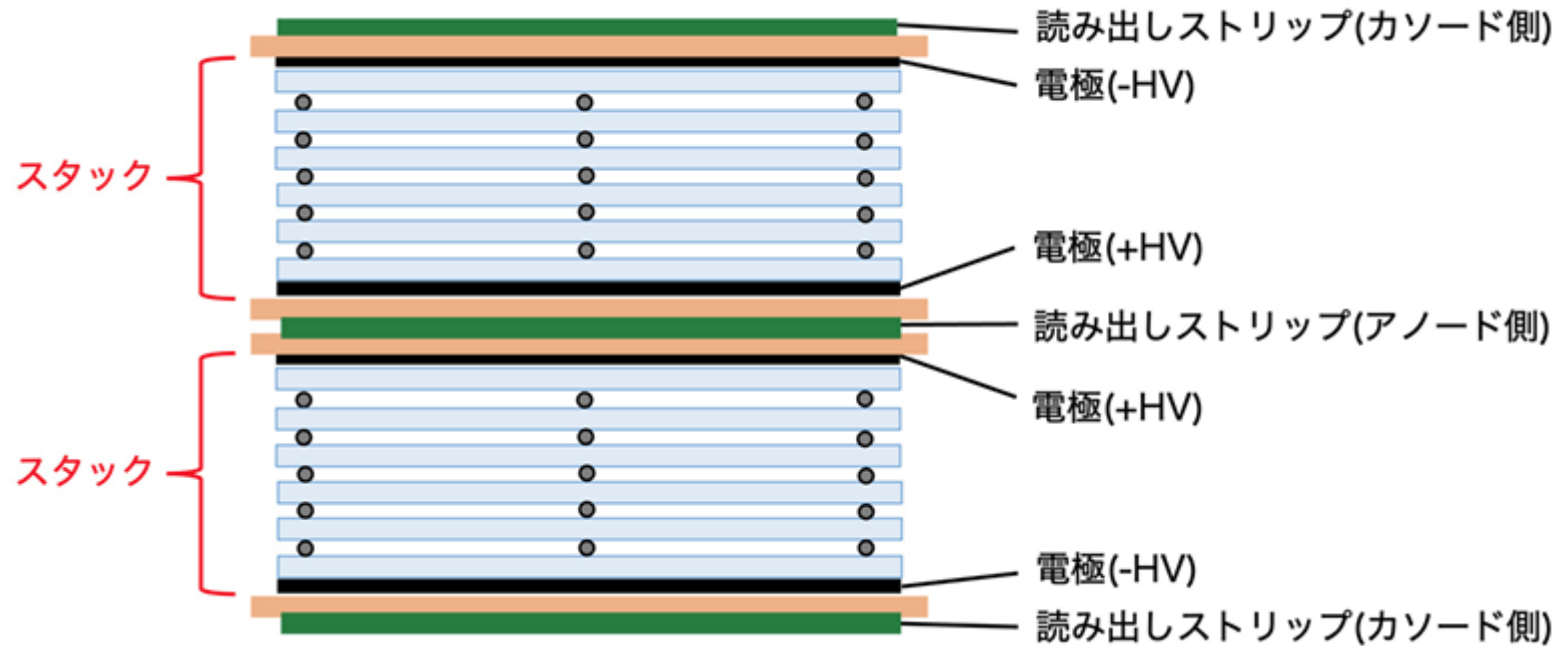 読み出しストリップ(カソード側)
電極(-HV)
スタック
電極(+HV)
読み出しストリップ(アノード側)
電極(+HV)
スタック
電極(-HV)
読み出しストリップ(カソード側)